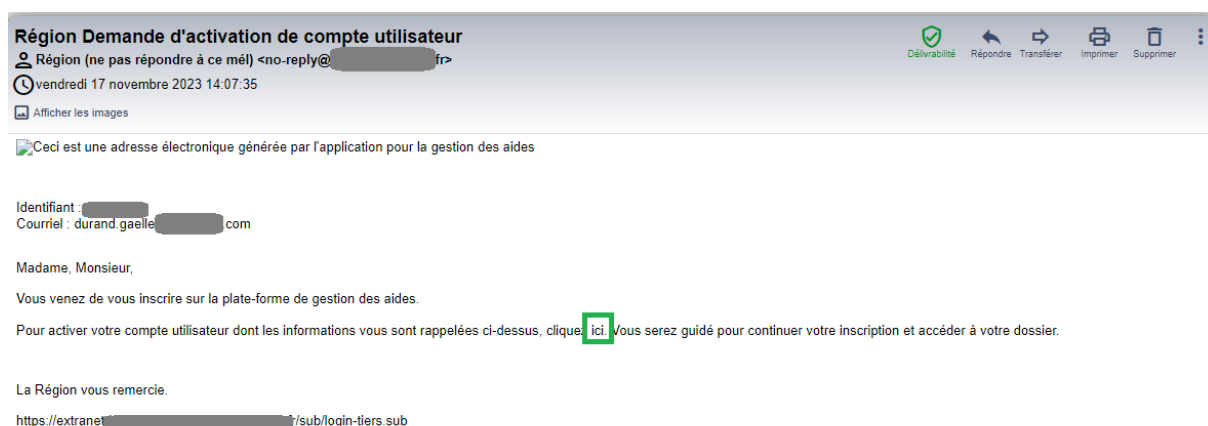 Région Demande d'activation de compte utilisateur
Région (ne pas répondre à ce mél) <no-reply@ fr>
vendredi 17 novembre 2023 14:07:35
Afficher les images
Délivrabilité Répondre Transférer Imprimer Supprimer
Ceci est une adresse électronique générée par l'application pour la gestion des aides
Identifiant :
Courriel : durand.gaelle .com
Madame, Monsieur,
Vous venez de vous inscrire sur la plate-forme de gestion des aides.
Pour activer votre compte utilisateur dont les informations vous sont rappelées ci-dessus, cliquez ici. Vous serez guidé pour continuer votre inscription et accéder à votre dossier.
La Région vous remercie.
https://extranet r/sub/login-tiers.sub